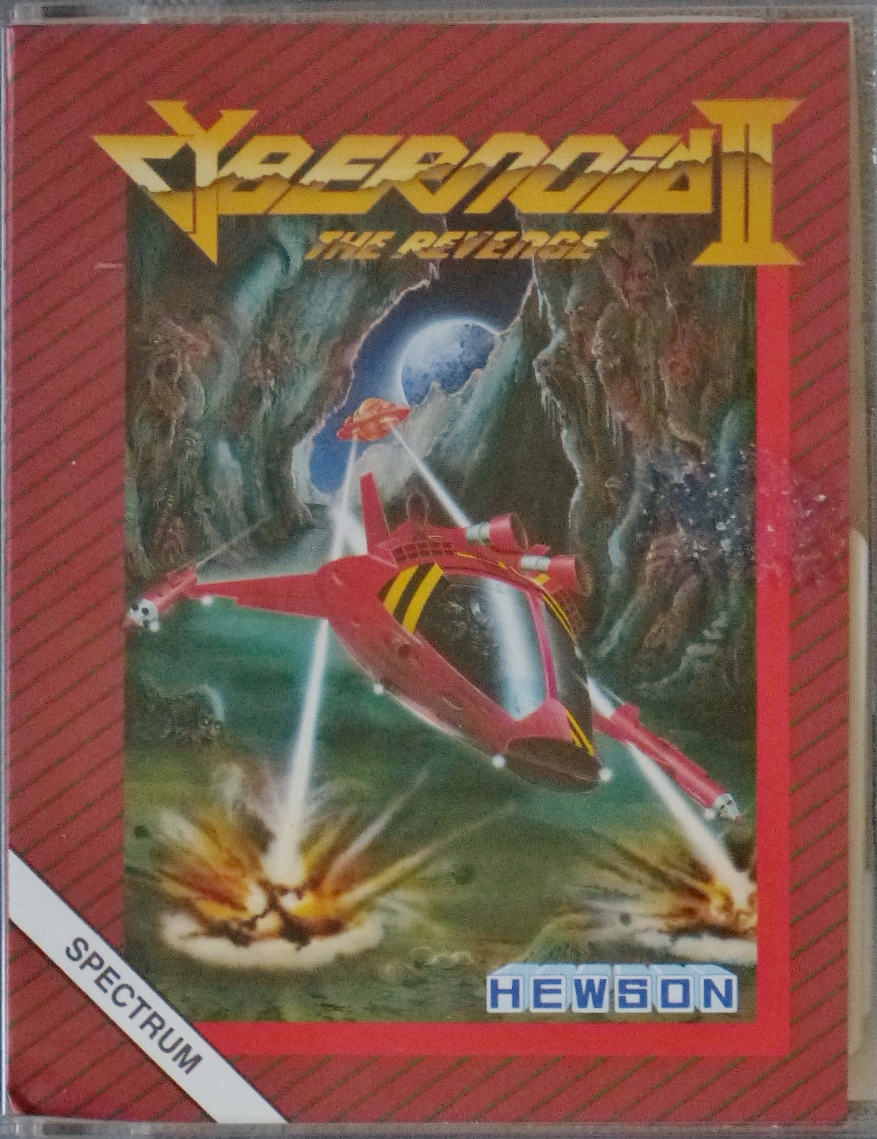 CYBERNOID II
THE REVENGE
HEWSON
SPECTRUM